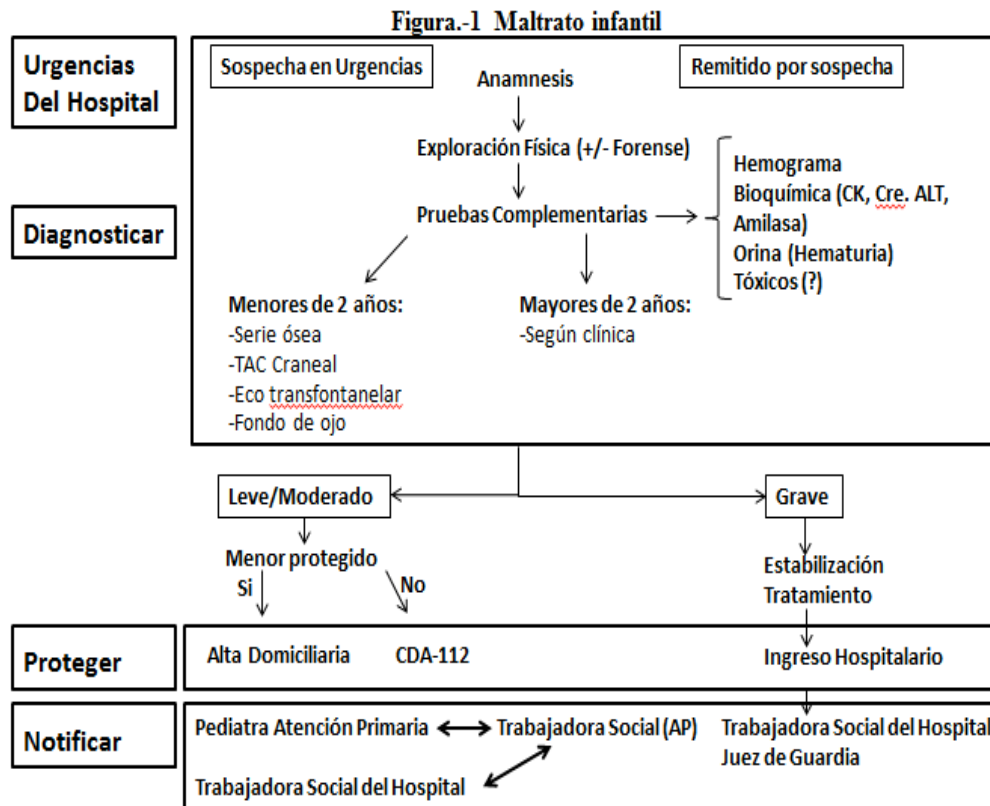 Figura.-1 Maltrato infantil
Urgencias
Del Hospital
Sospecha en Urgencias
Remitido por sospecha
Anamnesis
Exploración Física (+/- Forense)
Diagnosticar
Pruebas Complementarias
Hemograma
Bioquímica (CK, Cre. ALT,
Amilasa)
Orina (Hematuria)
Tóxicos (?)
Menores de 2 años:
-Serie ósea
-TAC Craneal
-Eco transfontanelar
-Fondo de ojo
Mayores de 2 años:
-Según clínica
Leve/Moderado
Grave
Menor protegido
Si
No
Estabilización
Tratamiento
Proteger
Alta Domiciliaria
CDA-112
Ingreso Hospitalario
Notificar
Pediatra Atención Primaria
Trabajadora Social (AP)
Trabajadora Social del Hospital
Trabajadora Social del Hospital
Juez de Guardia